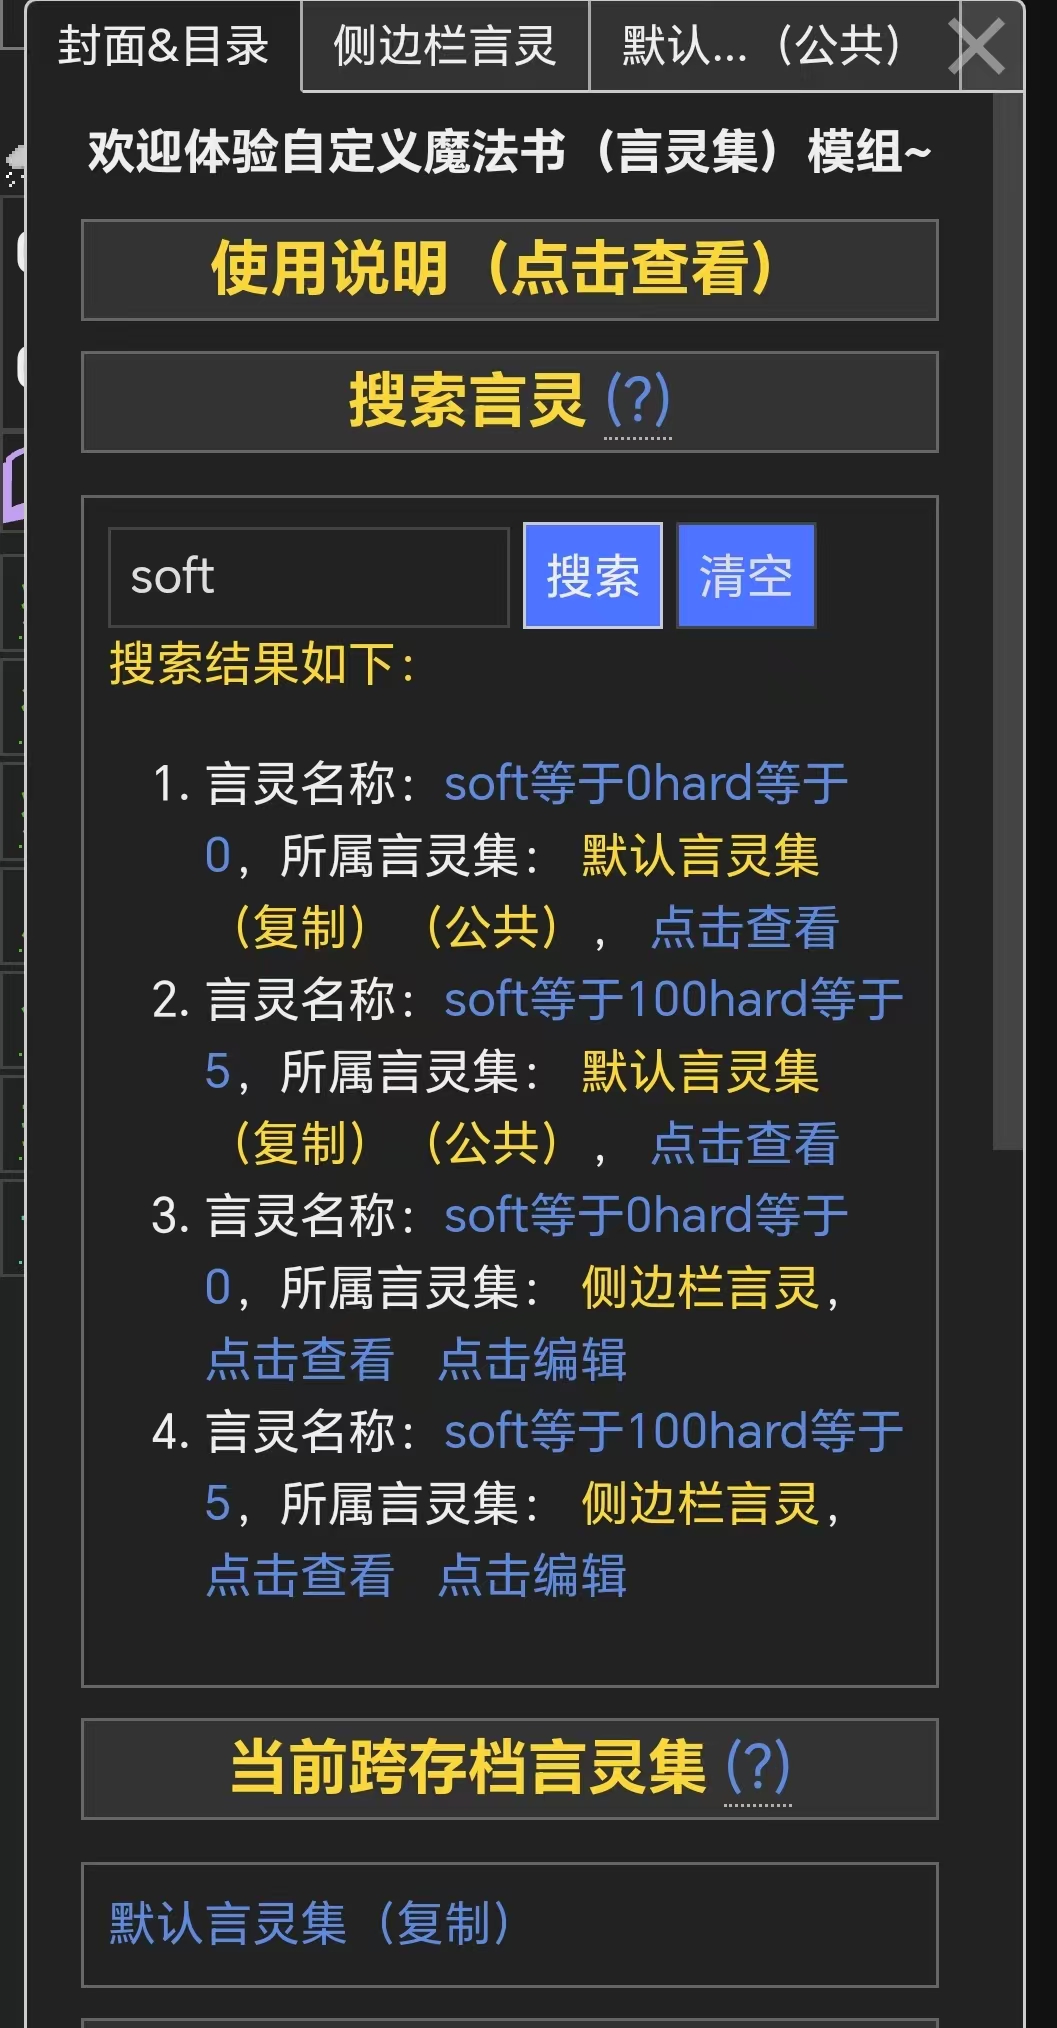 封面&目录
侧边栏言灵
默认...（公共）
欢迎体验自定义魔法书（言灵集）模组~
使用说明（点击查看）
搜索言灵 (?)
soft
搜索
清空
搜索结果如下：
1. 言灵名称：soft等于0hard等于
0，所属言灵集： 默认言灵集
（复制）（公共）， 点击查看
2. 言灵名称：soft等于100hard等于
5，所属言灵集： 默认言灵集
（复制）（公共）， 点击查看
3. 言灵名称：soft等于0hard等于
0，所属言灵集： 侧边栏言灵，
点击查看 点击编辑
4. 言灵名称：soft等于100hard等于
5，所属言灵集： 侧边栏言灵，
点击查看 点击编辑
当前跨存档言灵集 (?)
默认言灵集（复制）